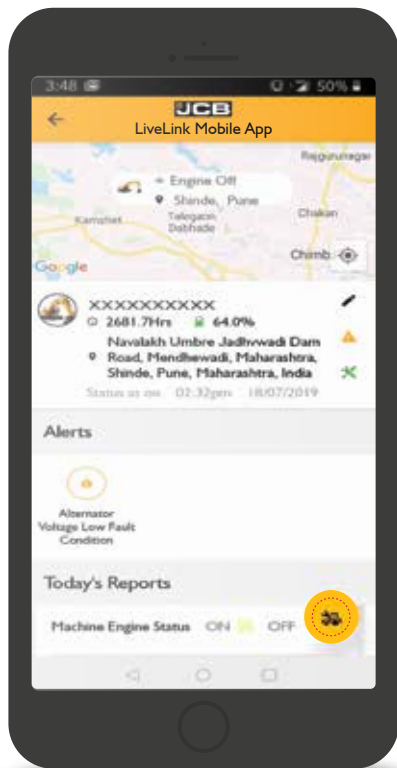 3:48 50%
JCB
LiveLink Mobile App
Rajgurunagar
Engine Off
Shinde, Pune
Kamshet
Talegaon
Dabhade
Chakan
Chimb
Google
XXXXXXXXXX
2681.7Hrs 64.0%
Navalakh Umbre Jadhvwadi Dam
Road, Mendhewadi, Maharashtra,
Shinde, Pune, Maharashtra, India
Status as on 02:32pm 18/07/2019
Alerts
Alternator
Voltage Low Fault
Condition
Today's Reports
Machine Engine Status ON OFF